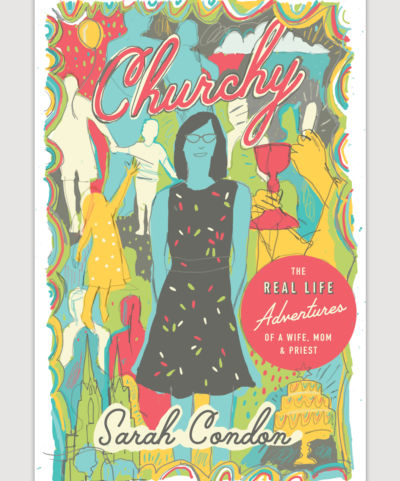 Churchy
THE
REAL LIFE
Adventures
OF A WIFE, MOM
& PRIEST
Sarah Condon